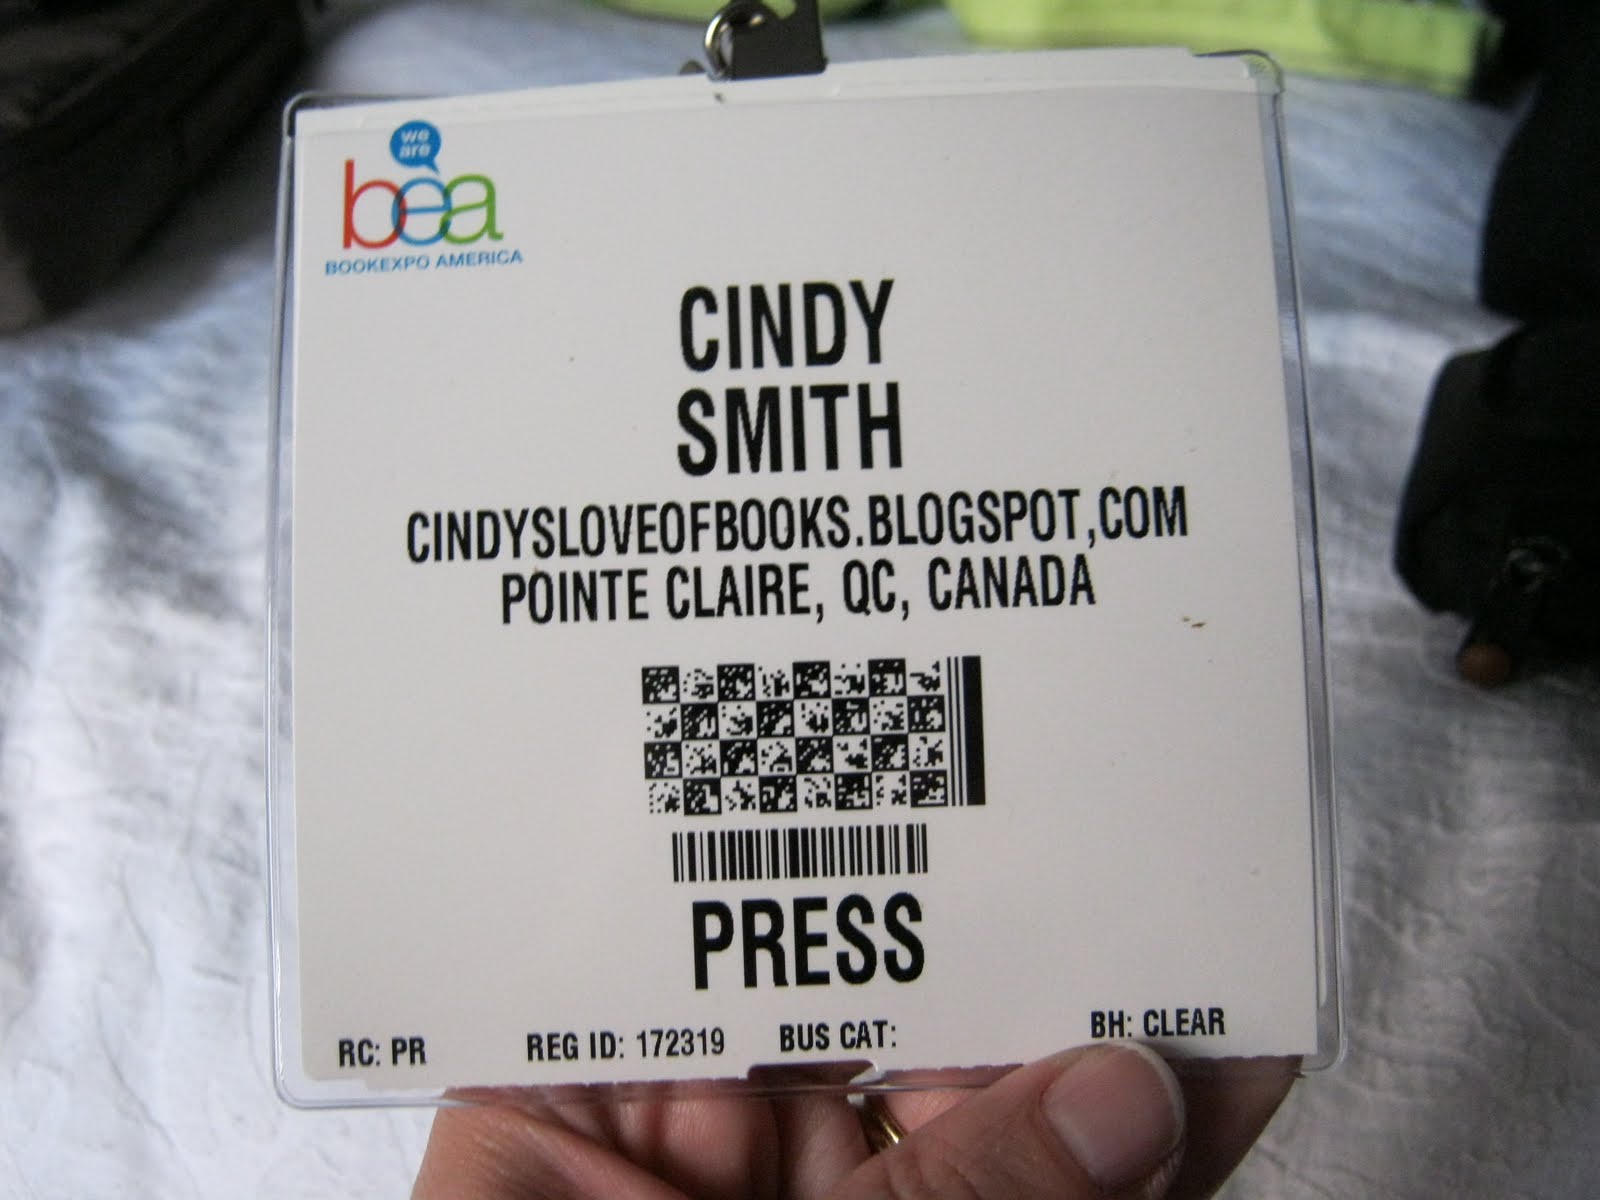 we
are
bea
BOOKEXPO AMERICA
CINDY
SMITH
CINDYSLOVEOFBOOKS.BLOGSPOT,COM
POINTE CLAIRE, QC, CANADA
PRESS
RC: PR REG ID: 172319 BUS CAT: BH: CLEAR